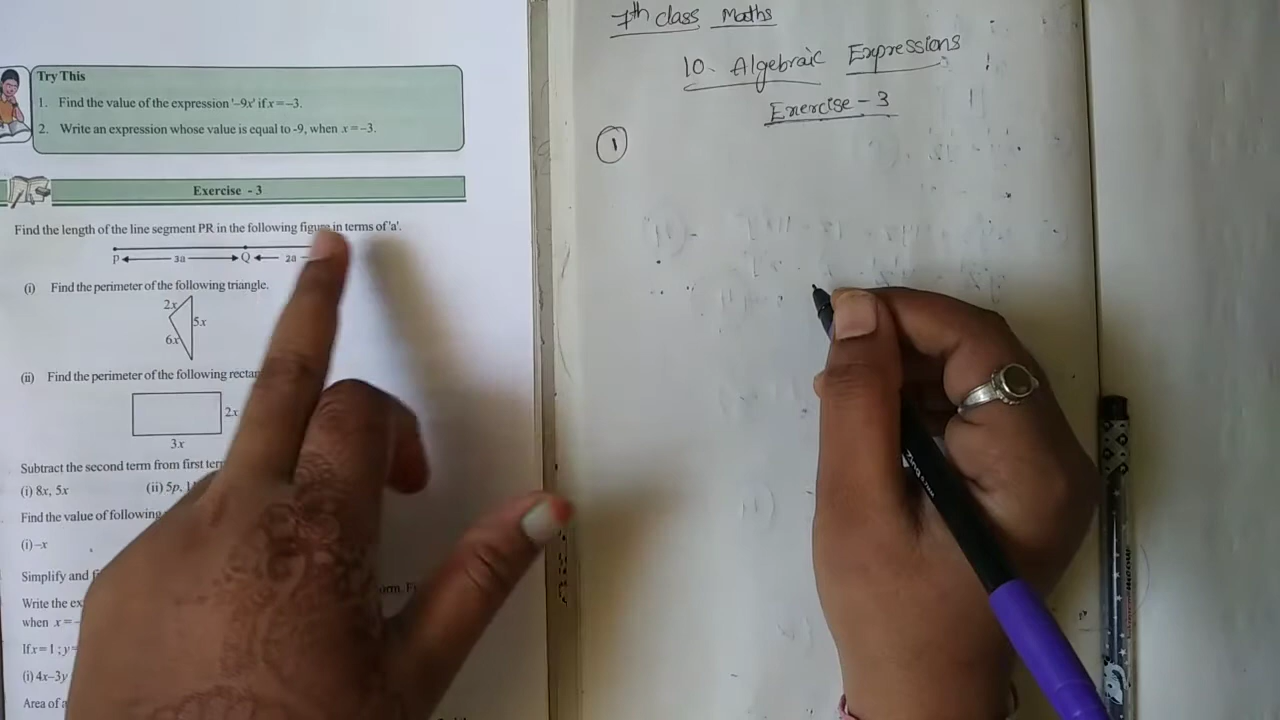 Try This
1. Find the value of the expression '–9x' if x = –3.
2. Write an expression whose value is equal to -9, when x = –3.
Exercise - 3
Find the length of the line segment PR in the following figure in terms of 'a'.
P 3a Q 2a
(i) Find the perimeter of the following triangle.
2x
5x
6x
(ii) Find the perimeter of the following
2x
3x
Subtract the second term from first
(i) 8x, 5x (ii) 5p,
Find the value of following
(i) –x
Simplify and
Write the
when x =
If x = 1 ; y =
(i) 4x–3y
Area of
7th class Maths
10. Algebraic Expressions
Exercise - 3
1